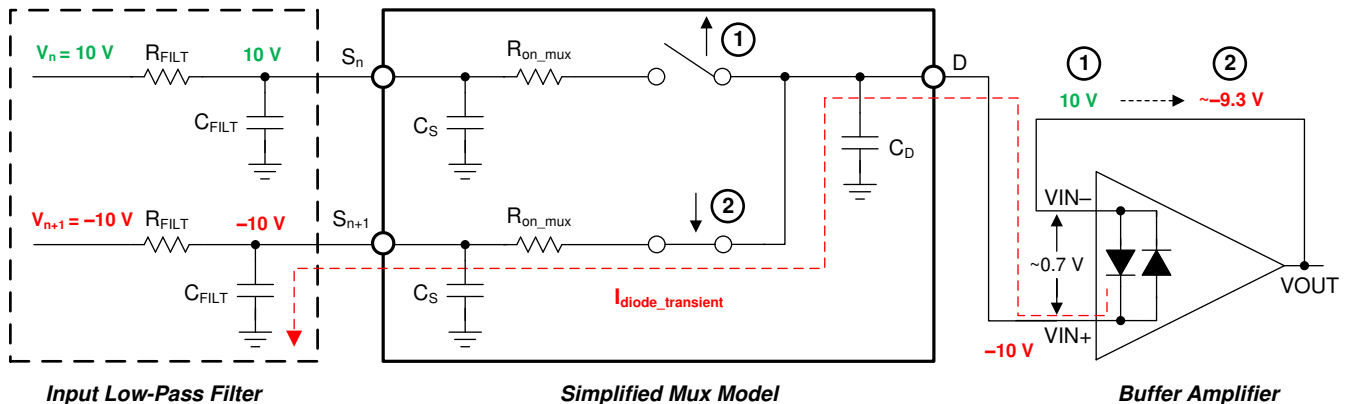 Vn = 10 V
RFILT
10 V
Sn
Ron_mux
1
D
1
2
10 V
~–9.3 V
CFILT
CS
CD
VIN–
Vn+1 = –10 V
RFILT
–10 V
Sn+1
Ron_mux
2
~0.7 V
CFILT
CS
Idiode_transient
VOUT
VIN+
–10 V
Input Low-Pass Filter
Simplified Mux Model
Buffer Amplifier